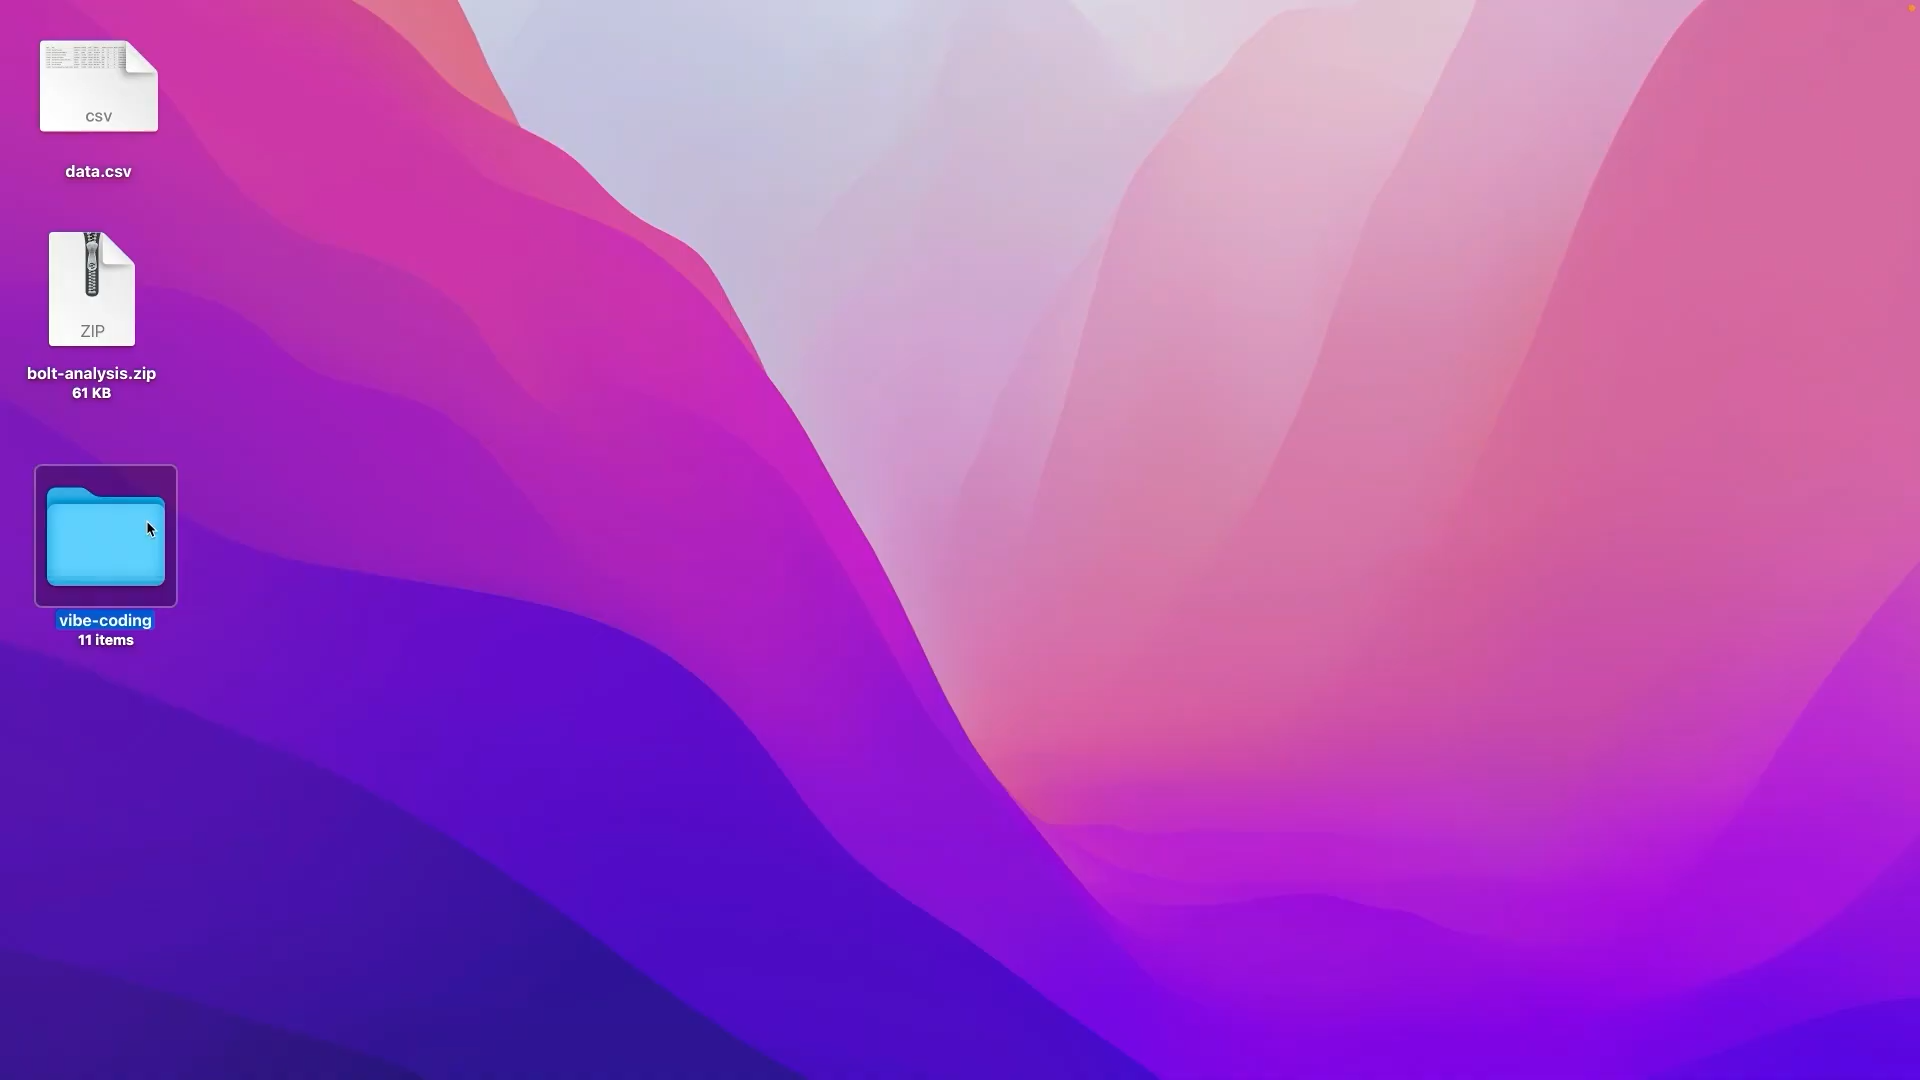 CSV
data.csv
ZIP
bolt-analysis.zip
61 KB
vibe-coding
11 items